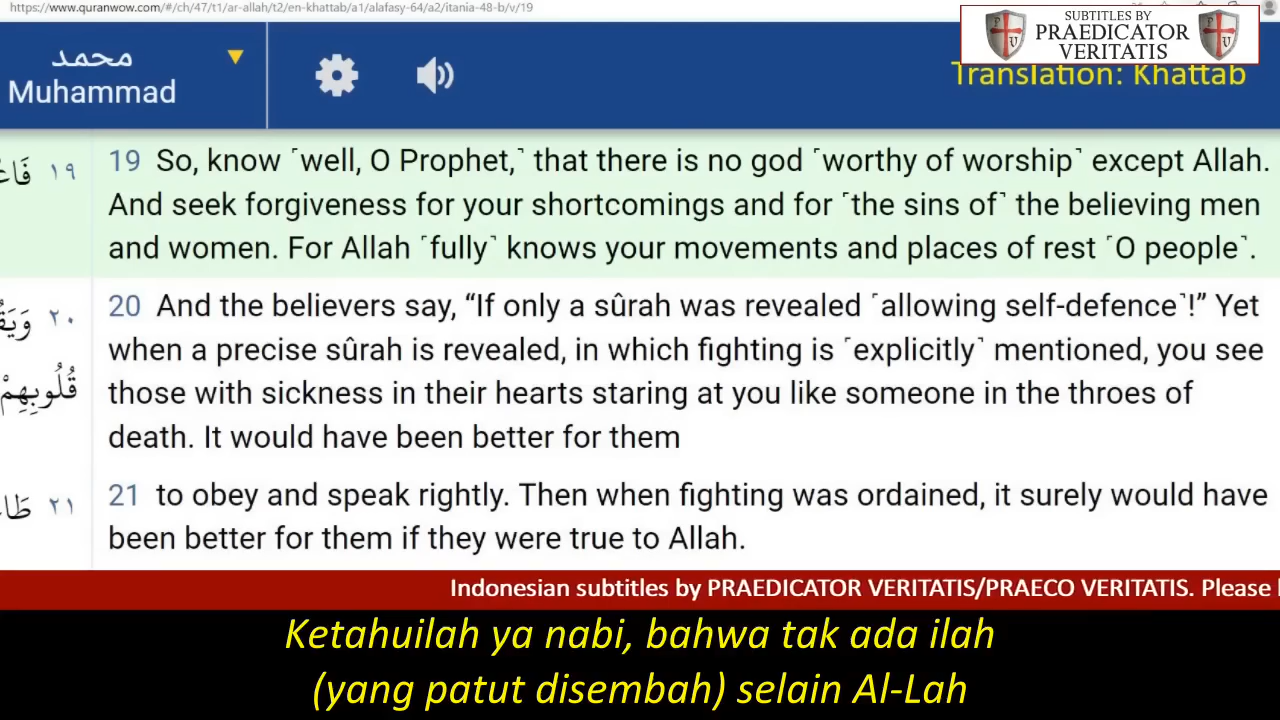 https://www.quranwow.com/#/ch/47/t1/ar-allah/t2/en-khattab/a1/alafasy-64/a2/itania-48-b/v/19
SUBTITLES BY
PRAEDICATOR
VERITATIS
محمد
Muhammad
Translation: Khattab
١٩
19 So, know ˹well, O Prophet,˺ that there is no god ˹worthy of worship˺ except Allah.
And seek forgiveness for your shortcomings and for ˹the sins of˺ the believing men
and women. For Allah ˹fully˺ knows your movements and places of rest ˹O people˺.
٢٠
20 And the believers say, “If only a sûrah was revealed ˹allowing self-defence˺!” Yet
when a precise sûrah is revealed, in which fighting is ˹explicitly˺ mentioned, you see
قُلُوبِهِمْ
those with sickness in their hearts staring at you like someone in the throes of
death. It would have been better for them
٢١
21 to obey and speak rightly. Then when fighting was ordained, it surely would have
been better for them if they were true to Allah.
Indonesian subtitles by PRAEDICATOR VERITATIS/PRAECO VERITATIS. Please
Ketahuilah ya nabi, bahwa tak ada ilah
(yang patut disembah) selain Al-Lah